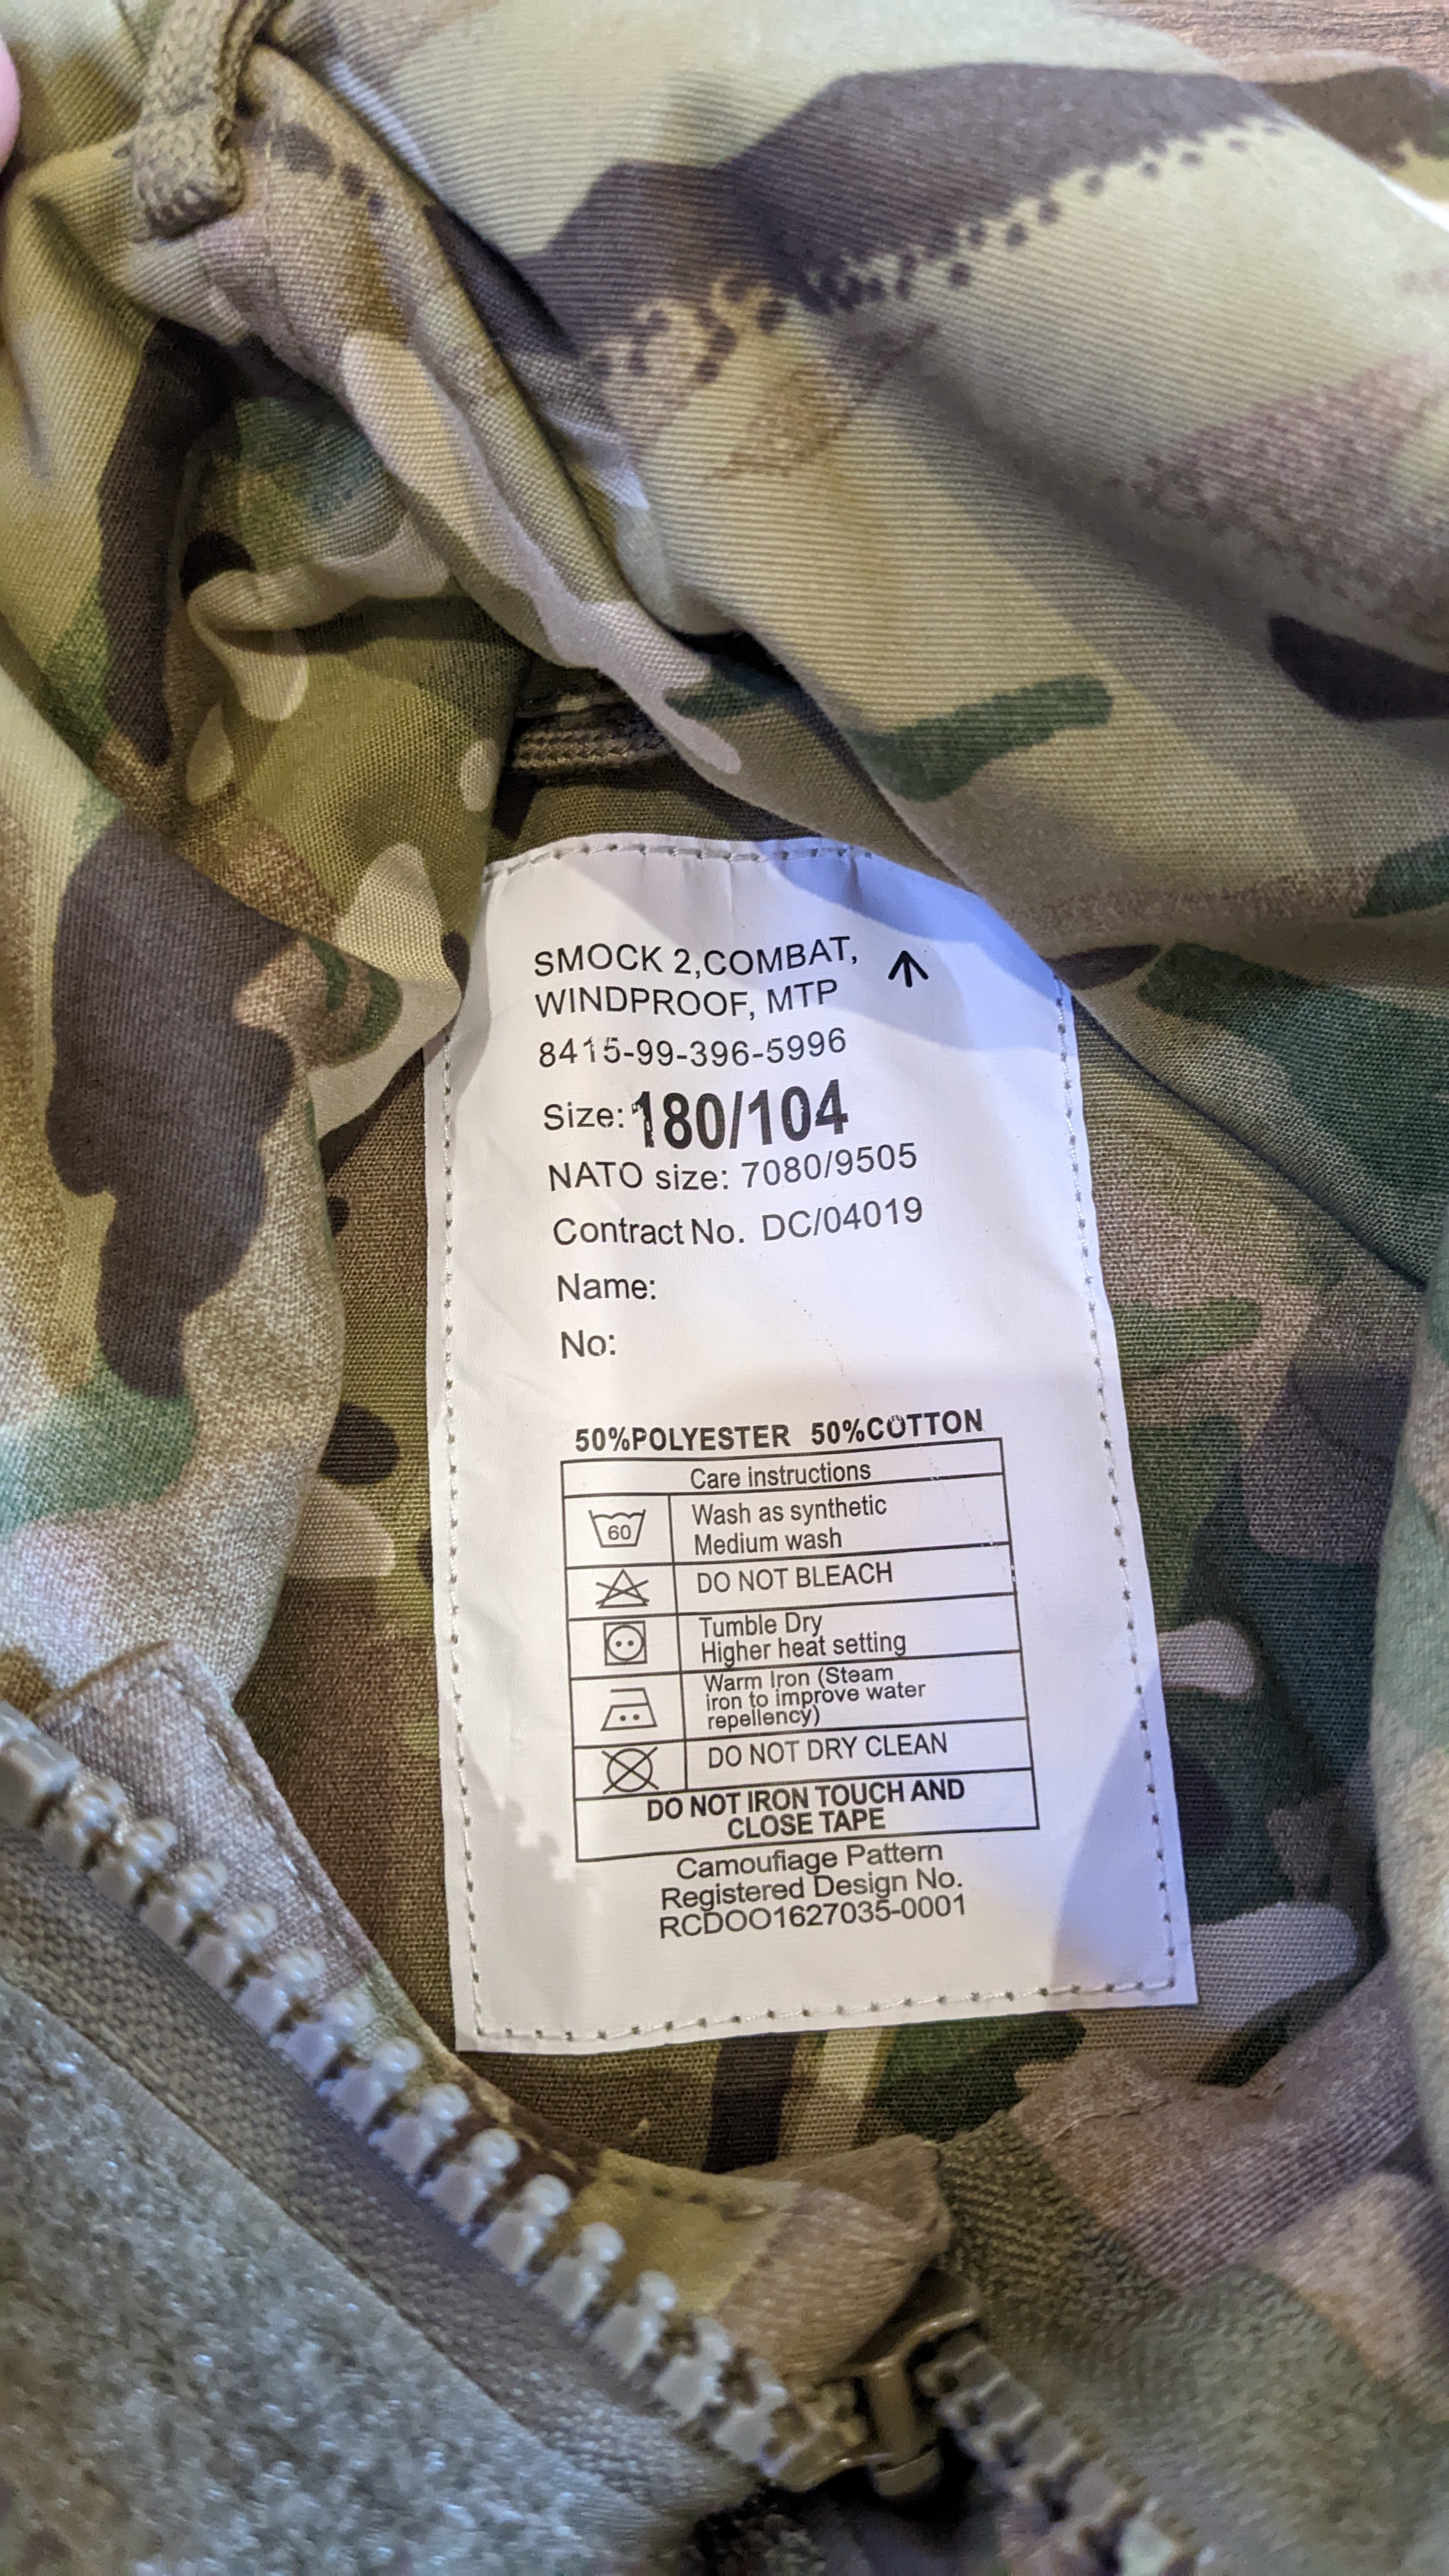 SMOCK 2,COMBAT,
WINDPROOF, MTP
8415-99-396-5996
Size: 180/104
NATO size: 7080/9505
Contract No. DC/04019
Name:
No:
50%POLYESTER 50%COTTON
Care instructions
60
Wash as synthetic
Medium wash
DO NOT BLEACH
Tumble Dry
Higher heat setting
Warm Iron (Steam
iron to improve water
repellency)
DO NOT DRY CLEAN
DO NOT IRON TOUCH AND
CLOSE TAPE
Camouflage Pattern
Registered Design No.
RCDOO1627035-0001